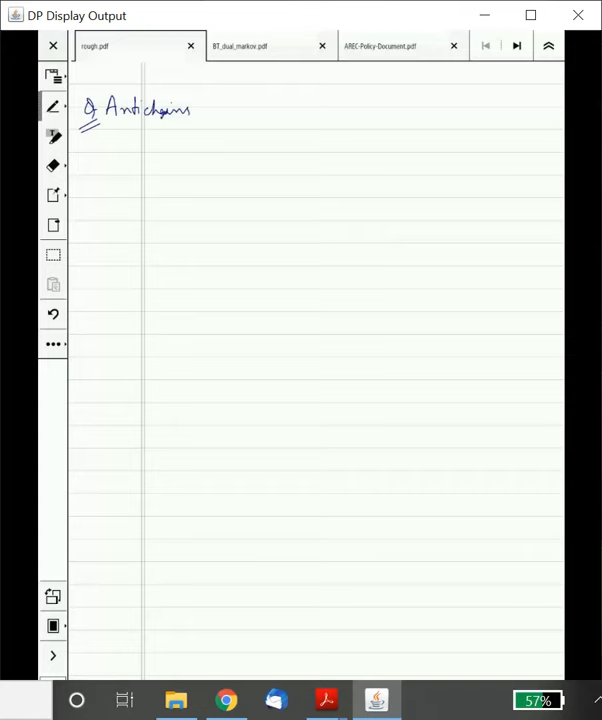 DP Display Output
rough.pdf
BT_dual_markov.pdf
AREC-Policy-Document.pdf
Q Antichains
57%